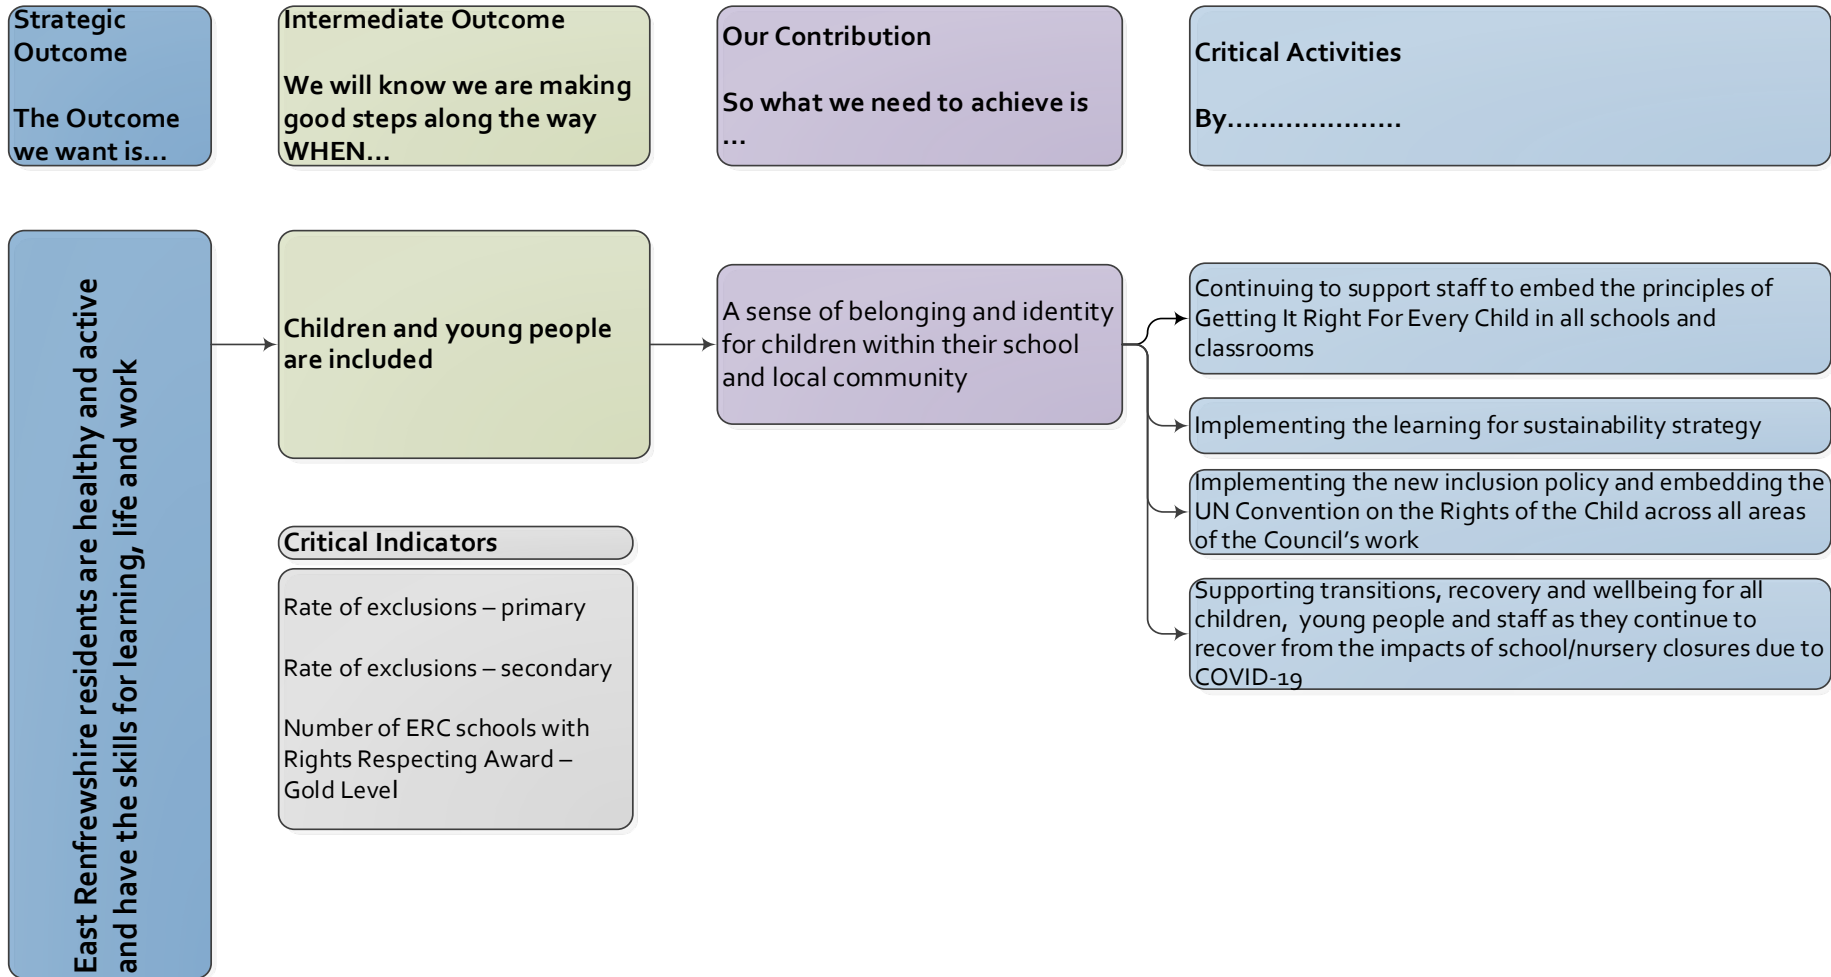 Strategic
Outcome
The Outcome
we want is...
Intermediate Outcome
We will know we are making
good steps along the way
WHEN...
Our Contribution
So what we need to achieve is
...
Critical Activities
By.....................
East Renfrewshire residents are healthy and active
and have the skills for learning, life and work
Children and young people
are included
A sense of belonging and identity
for children within their school
and local community
Continuing to support staff to embed the principles of
Getting It Right For Every Child in all schools and
classrooms
Implementing the learning for sustainability strategy
Implementing the new inclusion policy and embedding the
UN Convention on the Rights of the Child across all areas
of the Council's work
Supporting transitions, recovery and wellbeing for all
children,  young people and staff as they continue to
recover from the impacts of school/nursery closures due to
COVID-19
Critical Indicators
Rate of exclusions – primary
Rate of exclusions – secondary
Number of ERC schools with
Rights Respecting Award –
Gold Level